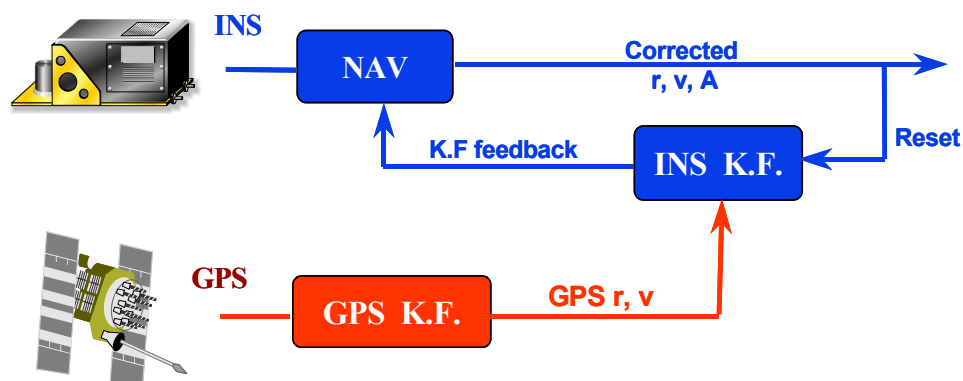 INS
NAV
Corrected
r, v, A
K.F feedback
INS K.F.
Reset
GPS
GPS K.F.
GPS r, v